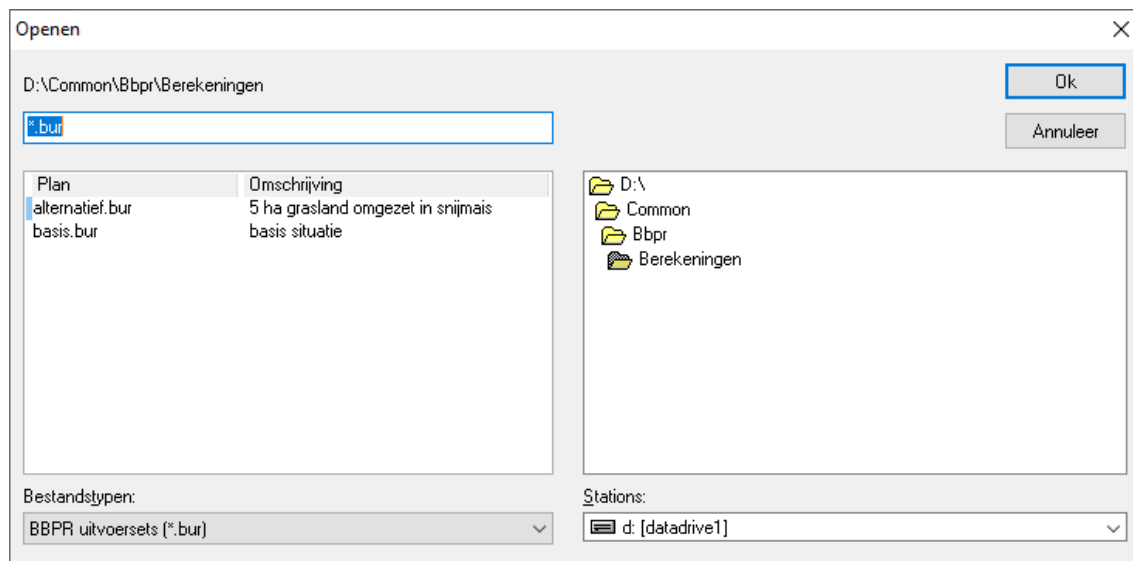 Openen
D:\Common\Bbpr\Berekeningen
Ok
*.bur
Annuleer
Plan Omschrijving
alternatief.bur 5 ha grasland omgezet in snijmais
basis.bur basis situatie
D:\
Common
Bbpr
Berekeningen
Bestandstypen:
BBPR uitvoersets (*.bur)
Stations:
d: [datadrive1]